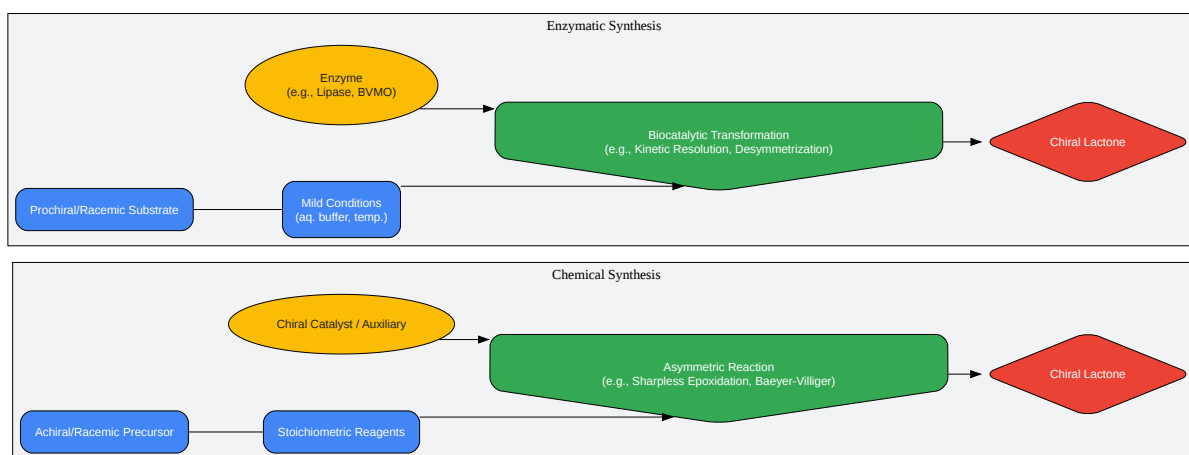 Enzymatic Synthesis
Enzyme
(e.g., Lipase, BVMO)
Biocatalytic Transformation
(e.g., Kinetic Resolution, Desymmetrization)
Chiral Lactone
Prochiral/Racemic Substrate
Mild Conditions
(aq. buffer, temp.)
Chemical Synthesis
Chiral Catalyst / Auxiliary
Asymmetric Reaction
(e.g., Sharpless Epoxidation, Baeyer-Villiger)
Chiral Lactone
Achiral/Racemic Precursor
Stoichiometric Reagents